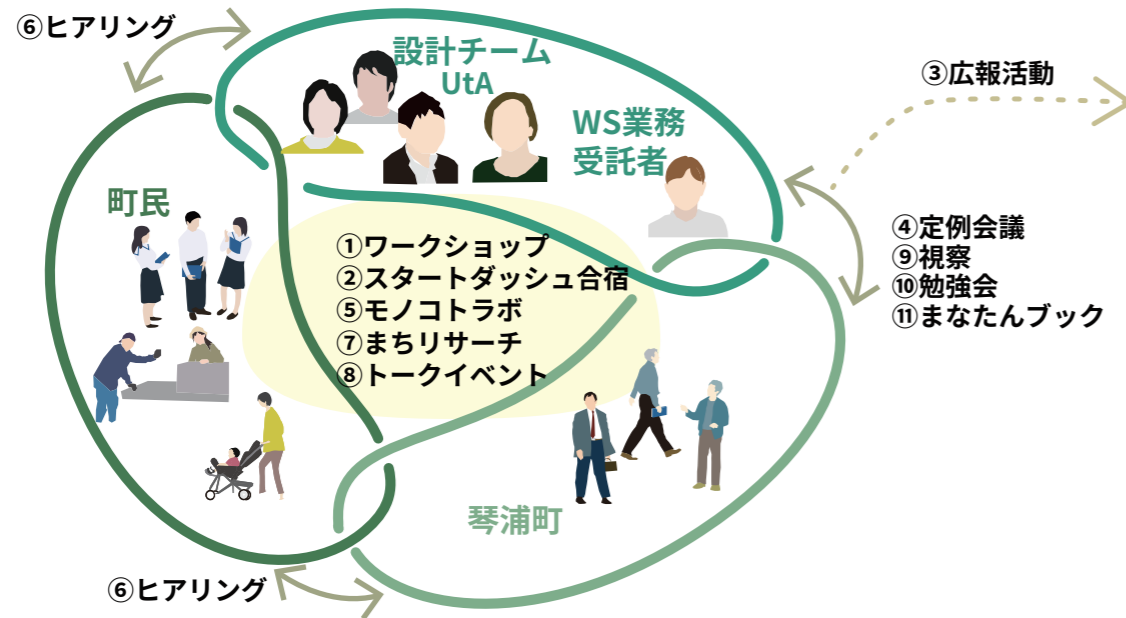 ⑥ヒアリング
設計チーム
UtA
WS業務
受託者
③広報活動
町民
①ワークショップ
②スタートダッシュ合宿
⑤モノコトラボ
⑦まちリサーチ
⑧トークイベント
④定例会議
⑨視察
⑩勉強会
⑪まなたんブック
琴浦町
⑥ヒアリング